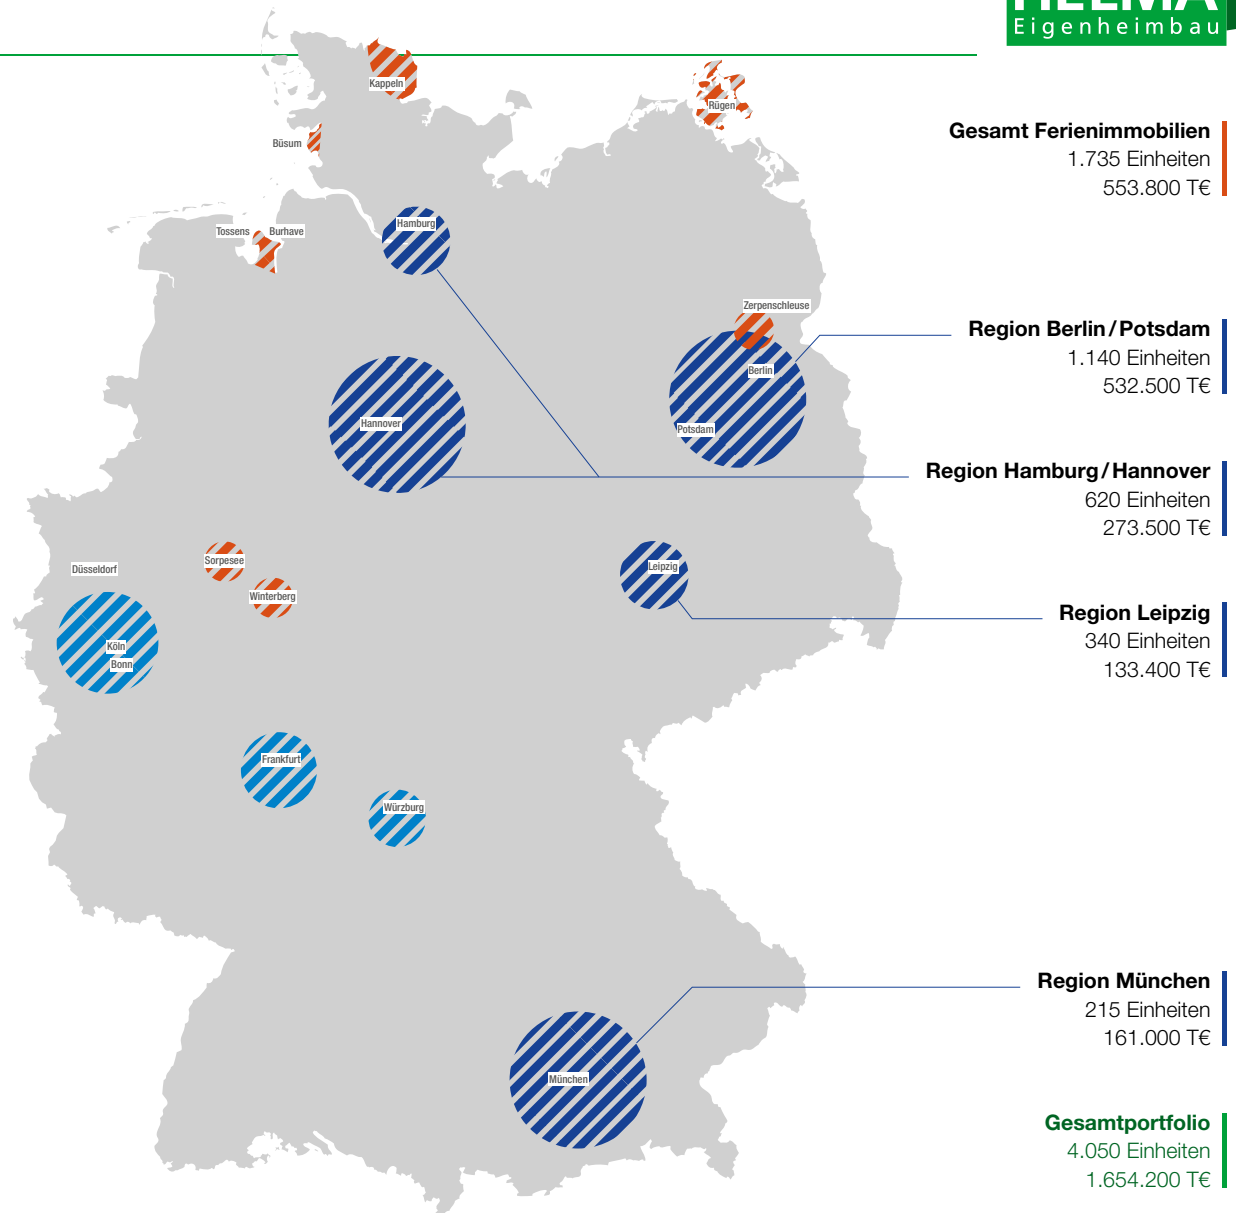 HELMA
Eigenheimbau
Kappeln
Rügen
Büsum
Gesamt Ferienimmobilien
1.735 Einheiten
553.800 T€
Hamburg
Tossens
Burhave
Zerpenschleuse
Region Berlin/Potsdam
1.140 Einheiten
532.500 T€
Berlin
Hannover
Potsdam
Region Hamburg/Hannover
620 Einheiten
273.500 T€
Sorpesee
Düsseldorf
Leipzig
Winterberg
Region Leipzig
340 Einheiten
133.400 T€
Köln
Bonn
Frankfurt
Würzburg
Region München
215 Einheiten
161.000 T€
München
Gesamtportfolio
4.050 Einheiten
1.654.200 T€